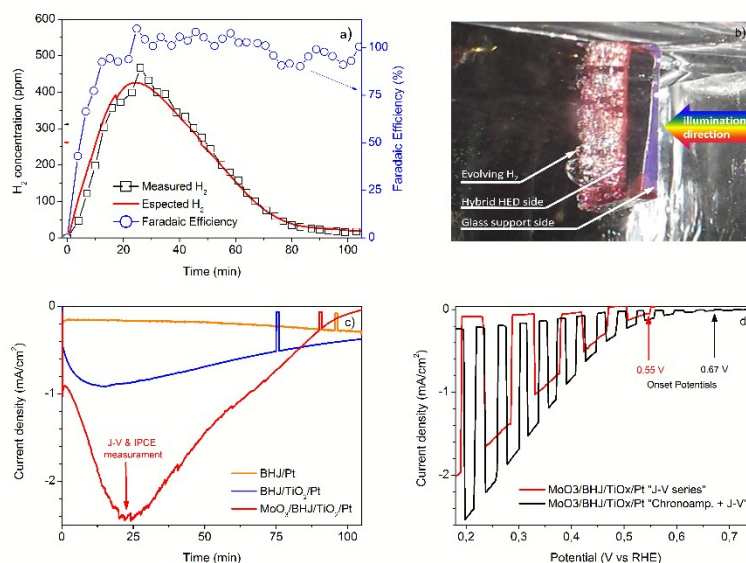 a)
600
500
400
300
200
100
0
H₂ concentration (ppm)
100
75
50
25
0
Faradaic Efficiency (%)
Measured H₂
Espected H₂
Faradaic Efficiency
0 20 40 60 80 100
Time (min)
b)
illumination
direction
Evolving H₂
Hybrid HED side
Glass support side
c)
0
-1
-2
Current density (mA/cm²)
J-V & IPCE
measurament
BHJ/Pt
BHJ/TiO₂/Pt
MoO₃/BHJ/TiO₂/Pt
0 20 40 60 80 100
Time (min)
d
0
-1
-2
Current density (mA/cm²)
0.55 V
0.67 V
Onset Potentials
MoO3/BHJ/TiOx/Pt "J-V series"
MoO3/BHJ/TiOx/Pt "Chronoamp. + J-V"
0,2 0,3 0,4 0,5 0,6 0,7
Potential (V vs RHE)